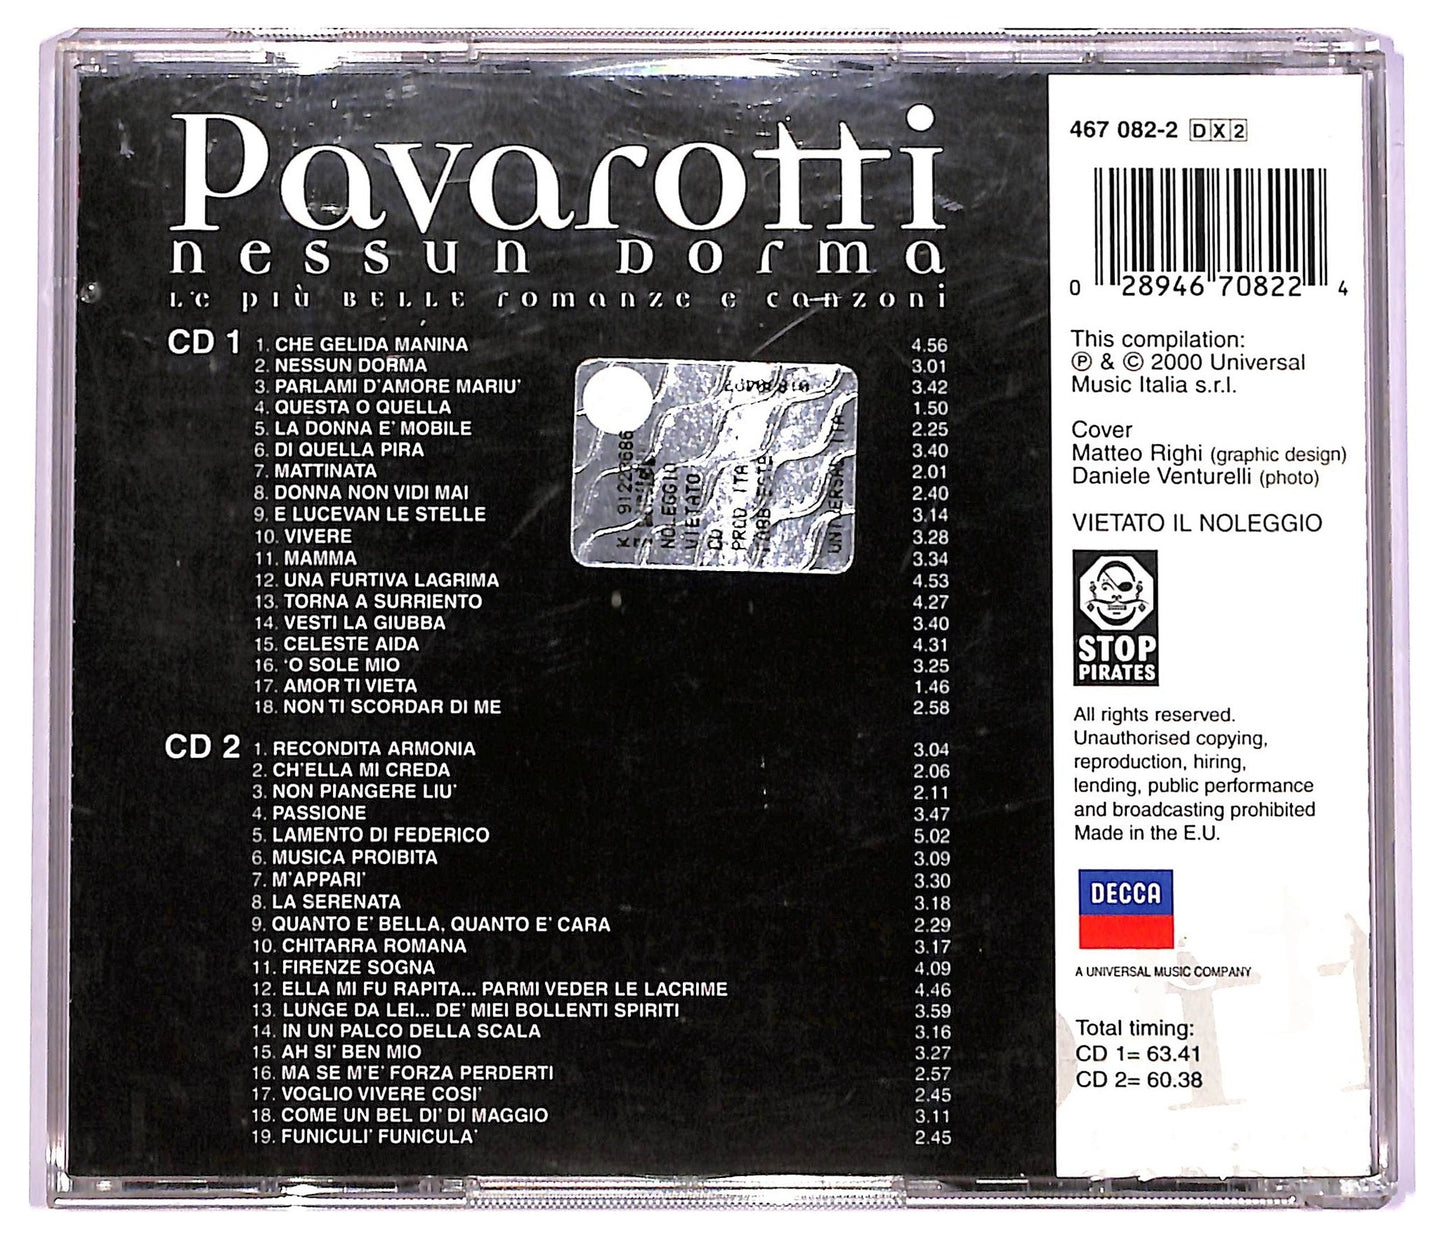 Pavarotti
nessun Dorma
Le più BELLE romanze e canzoni
CD 1
1. CHE GELIDA MANINA 4.56
2. NESSUN DORMA 3.01
3. PARLAMI D'AMORE MARIU' 3.42
4. QUESTA O QUELLA 1.50
5. LA DONNA E' MOBILE 2.25
6. DI QUELLA PIRA 3.40
7. MATTINATA 2.01
8. DONNA NON VIDI MAI 2.40
9. E LUCEVAN LE STELLE 3.14
10. VIVERE 3.28
11. MAMMA 3.34
12. UNA FURTIVA LAGRIMA 4.53
13. TORNA A SURRIENTO 4.27
14. VESTI LA GIUBBA 3.40
15. CELESTE AIDA 4.31
16. 'O SOLE MIO 3.25
17. AMOR TI VIETA 1.46
18. NON TI SCORDAR DI ME 2.58
CD 2
1. RECONDITA ARMONIA 3.04
2. CH'ELLA MI CREDA 2.06
3. NON PIANGERE LIU' 2.11
4. PASSIONE 3.47
5. LAMENTO DI FEDERICO 5.02
6. MUSICA PROIBITA 3.09
7. M'APPARI' 3.30
8. LA SERENATA 3.18
9. QUANTO E' BELLA, QUANTO E' CARA 2.29
10. CHITARRA ROMANA 3.17
11. FIRENZE SOGNA 4.09
12. ELLA MI FU RAPITA... PARMI VEDER LE LACRIME 4.46
13. LUNGE DA LEI... DE' MIEI BOLLENTI SPIRITI 3.59
14. IN UN PALCO DELLA SCALA 3.16
15. AH SI' BEN MIO 3.27
16. MA SE M'E' FORZA PERDERTI 2.57
17. VOGLIO VIVERE COSI' 2.45
18. COME UN BEL DI' DI MAGGIO 3.11
19. FUNICULI' FUNICULA' 2.45
NOLEGGIO
VIETATO
CD
PROD ITA
UNIVERSAL ITA
467 082-2 DX2
0 28946 70822 4
This compilation:
℗ & © 2000 Universal
Music Italia s.r.l.
Cover
Matteo Righi (graphic design)
Daniele Venturelli (photo)
VIETATO IL NOLEGGIO
STOP
PIRATES
All rights reserved.
Unauthorised copying,
reproduction, hiring,
lending, public performance
and broadcasting prohibited
Made in the E.U.
DECCA
A UNIVERSAL MUSIC COMPANY
Total timing:
CD 1= 63.41
CD 2= 60.38